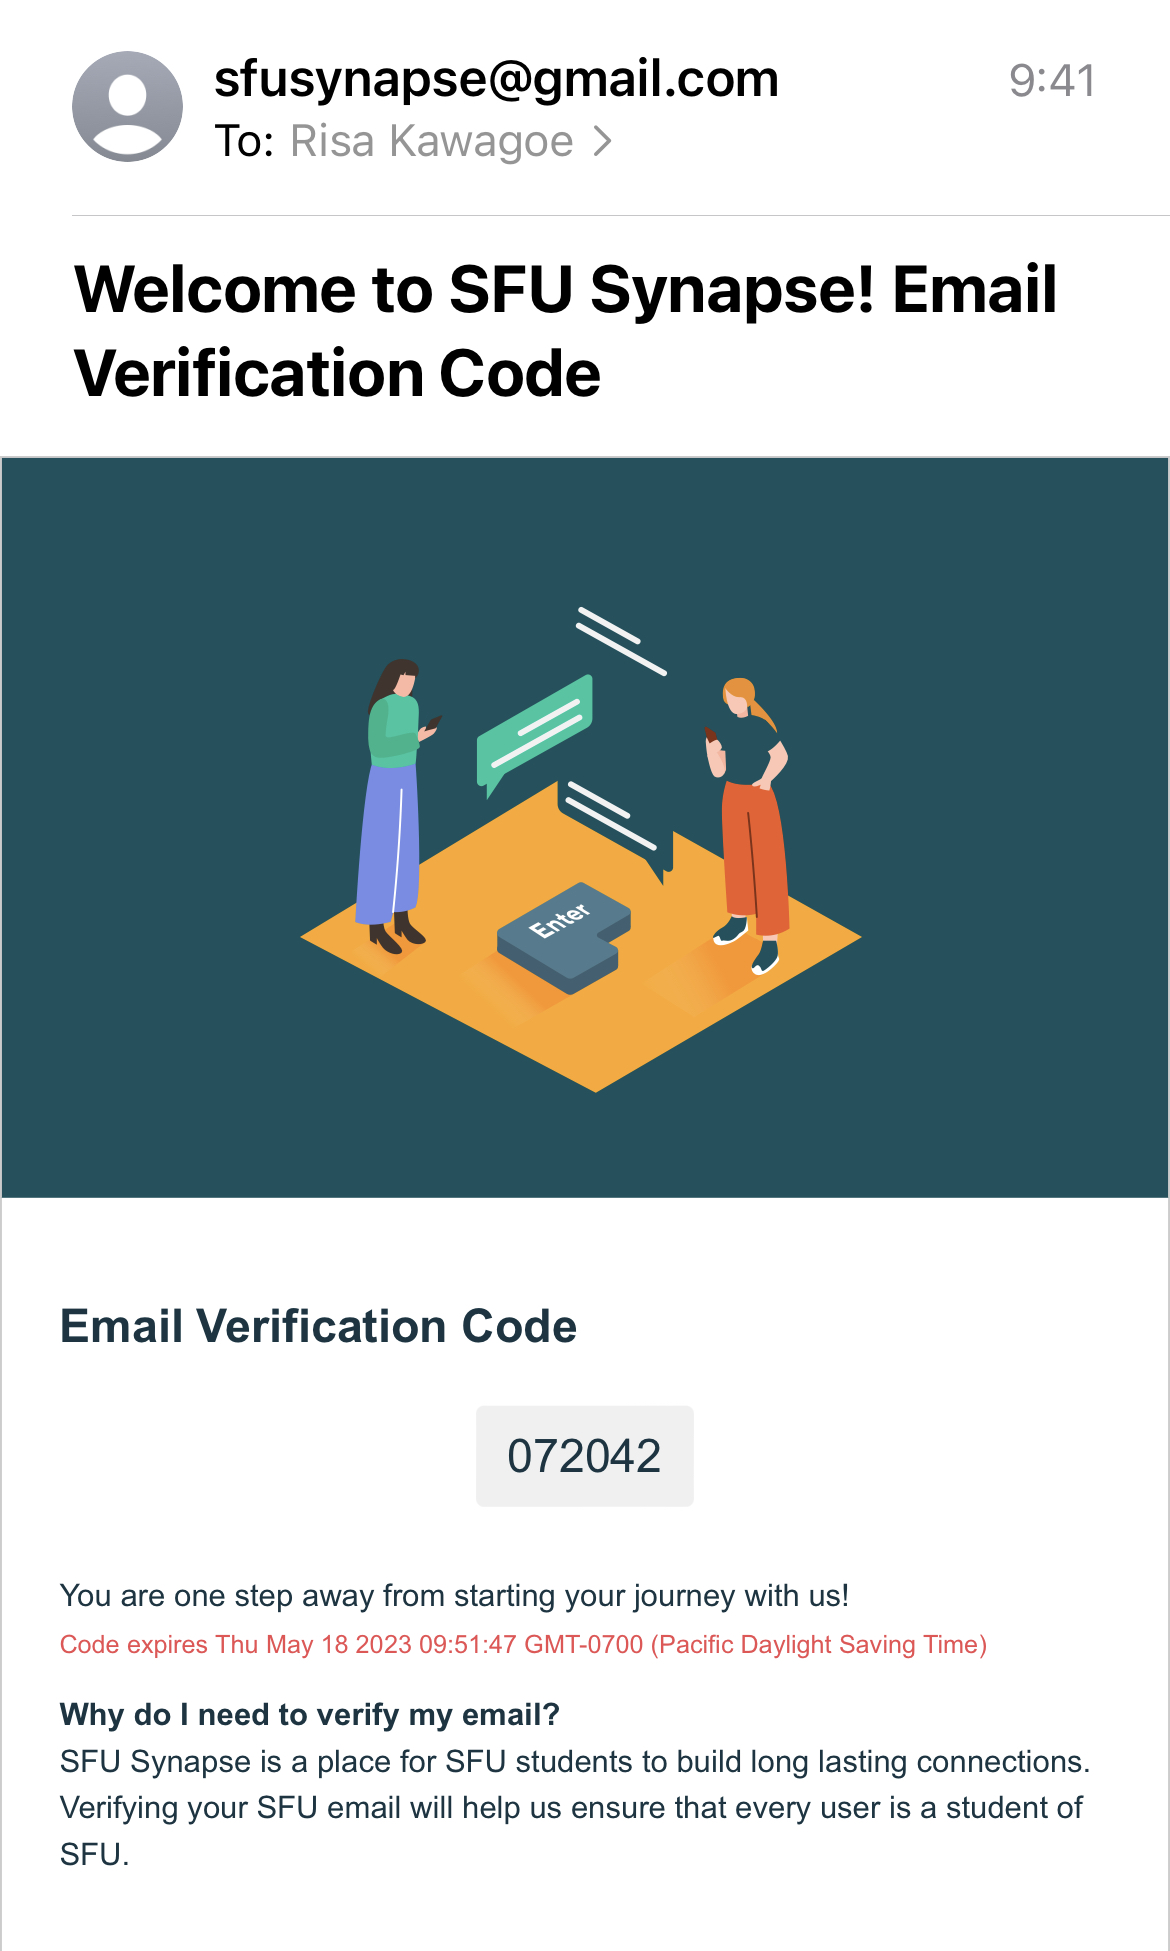 sfusynapse@gmail.com
9:41
To: Risa Kawagoe >
Welcome to SFU Synapse! Email
Verification Code
Enter
Email Verification Code
072042
You are one step away from starting your journey with us!
Code expires Thu May 18 2023 09:51:47 GMT-0700 (Pacific Daylight Saving Time)
Why do I need to verify my email?
SFU Synapse is a place for SFU students to build long lasting connections.
Verifying your SFU email will help us ensure that every user is a student of
SFU.